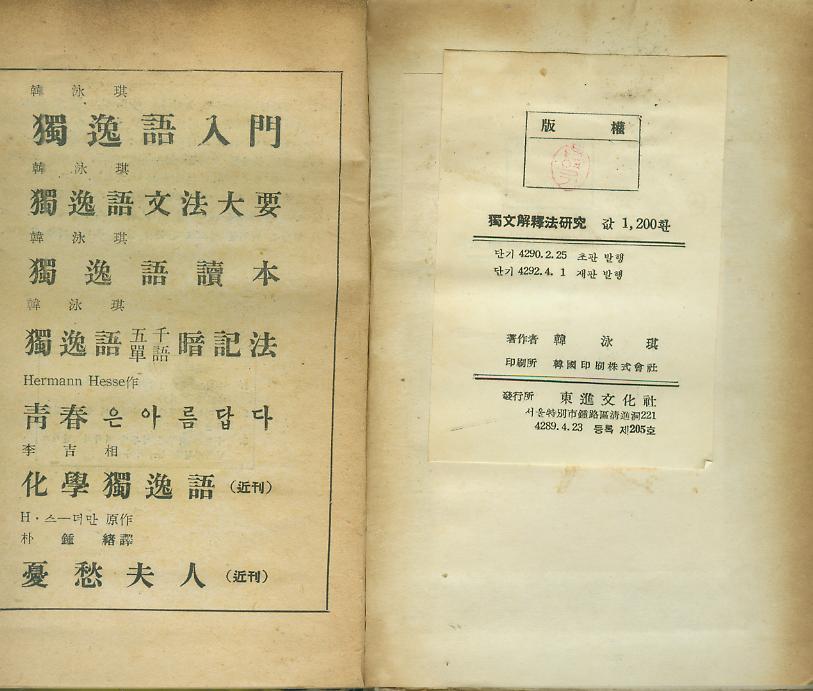 韓泳琪
獨逸語入門
韓泳琪
獨逸語文法大要
韓泳琪
獨逸語讀本
韓泳琪
獨逸語五千單語暗記法
Hermann Hesse作
靑春은아름답다
李吉相
化學獨逸語(近刊)
H·스—더만 原作
朴鍾緖譯
憂愁夫人(近刊)
版權
獨文解釋法硏究 값 1,200환
단기 4290.2.25 초판 발행
단기 4292.4. 1 재판 발행
著作者 韓泳琪
印刷所 韓國印刷株式會社
發行所 東進文化社
서울特別市鍾路區淸進洞221
4289.4.23 등록 제205호